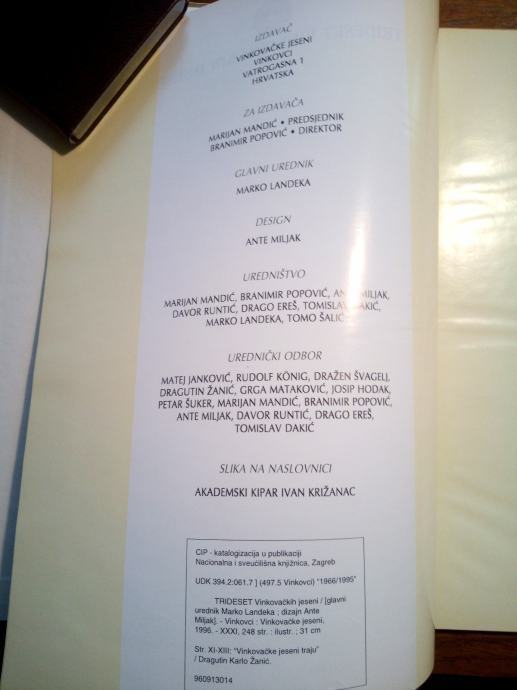 IZDAVAČ
VINKOVAČKE JESENI
VINKOVCI
VATROGASNA 1
HRVATSKA
ZA IZDAVAČA
MARIJAN MANDIĆ • PREDSJEDNIK
BRANIMIR POPOVIĆ • DIREKTOR
GLAVNI UREDNIK
MARKO LANDEKA
DESIGN
ANTE MILJAK
UREDNIŠTVO
MARIJAN MANDIĆ, BRANIMIR POPOVIĆ, ANTE MILJAK,
DAVOR RUNTIĆ, DRAGO EREŠ, TOMISLAV DAKIĆ,
MARKO LANDEKA, TOMO ŠALIĆ
UREDNIČKI ODBOR
MATEJ JANKOVIĆ, RUDOLF KÖNIG, DRAŽEN ŠVAGELJ,
DRAGUTIN ŽANIĆ, GRGA MATAKOVIĆ, JOSIP HODAK,
PETAR ŠUKER, MARIJAN MANDIĆ, BRANIMIR POPOVIĆ,
ANTE MILJAK, DAVOR RUNTIĆ, DRAGO EREŠ,
TOMISLAV DAKIĆ
SLIKA NA NASLOVNICI
AKADEMSKI KIPAR IVAN KRIŽANAC
CIP - katalogizacija u publikaciji
Nacionalna i sveučilišna knjižnica, Zagreb
UDK 394.2:061.7 ] (497.5 Vinkovci) "1966/1995"
TRIDESET Vinkovačkih jeseni / [glavni
urednik Marko Landeka ; dizajn Ante
Miljak]. - Vinkovci : Vinkovačke jeseni,
1996. - XXXI, 248 str. : ilustr. ; 31 cm
Str. XI-XIII: "Vinkovačke jeseni traju"
/ Dragutin Karlo Žanić.
960913014